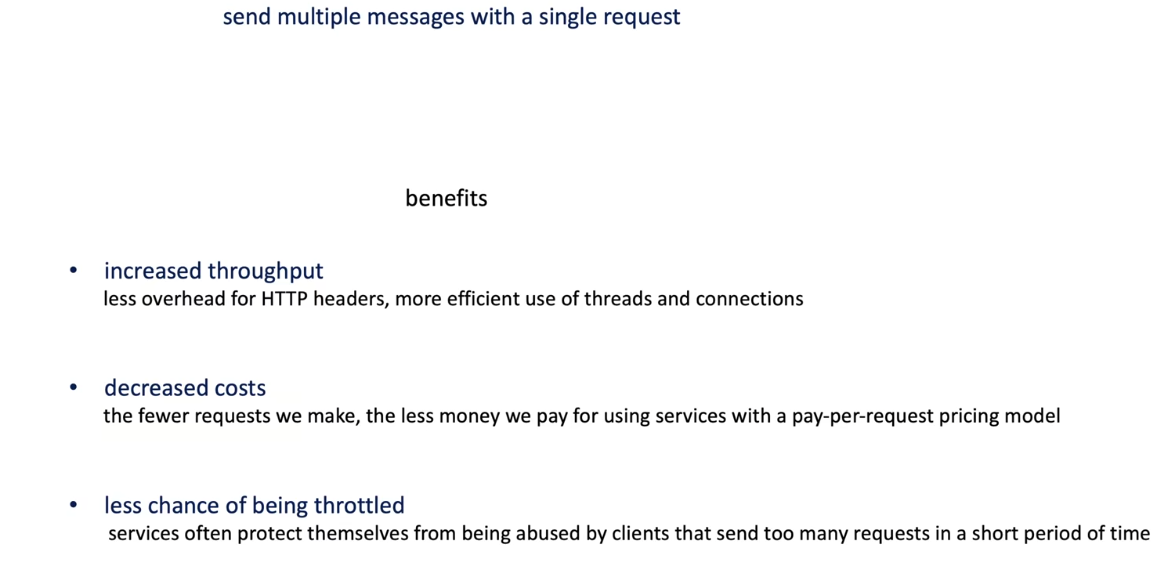 send multiple messages with a single request
benefits
• increased throughput
less overhead for HTTP headers, more efficient use of threads and connections
• decreased costs
the fewer requests we make, the less money we pay for using services with a pay-per-request pricing model
• less chance of being throttled
services often protect themselves from being abused by clients that send too many requests in a short period of time